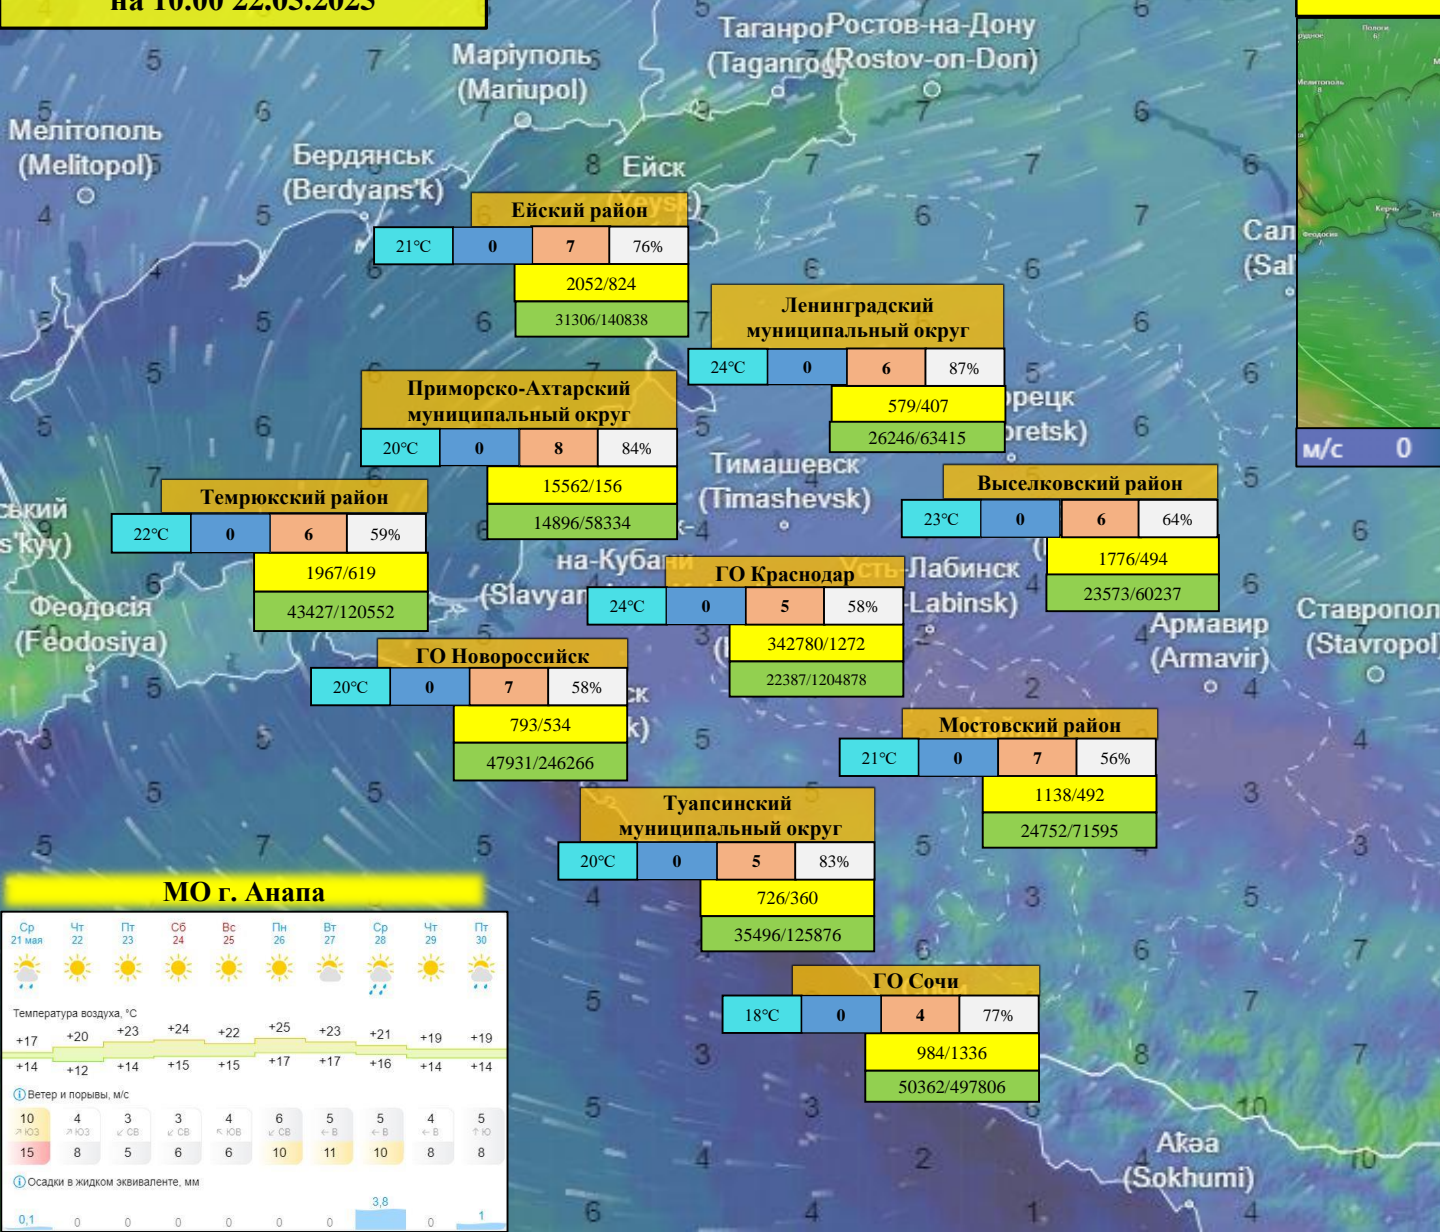 на 10.00 22.05.2025
Таганрог
(Taganrog)
Ростов-на-Дону
(Rostov-on-Don)
Маріуполь
(Mariupol)
Мелітополь
(Melitopol)
Бердянськ
(Berdyans'k)
Ейск
(Yeysk)
Ейский район
21°C 0 7 76%
2052/824
31306/140838
Ленинградский
муниципальный округ
24°C 0 6 87%
579/407
26246/63415
Приморско-Ахтарский
муниципальный округ
20°C 0 8 84%
15562/156
14896/58334
Тимашевск
(Timashevsk)
Темрюкский район
22°C 0 6 59%
1967/619
43427/120552
Выселковский район
23°C 0 6 64%
1776/494
23573/60237
на-Кубани
ГО Краснодар
24°C 0 5 58%
342780/1272
22387/1204878
Усть-Лабинск
-Labinsk)
Феодосія
(Feodosiya)
Армавир
(Armavir)
Ставропол
(Stavropol
ГО Новороссийск
20°C 0 7 58%
793/534
47931/246266
Мостовский район
21°C 0 7 56%
1138/492
24752/71595
Туапсинский
муниципальный округ
20°C 0 5 83%
726/360
35496/125876
ГО Сочи
18°C 0 4 77%
984/1336
50362/497806
Аҟәа
(Sokhumi)
м/с 0
МО г. Анапа
Ср Чт Пт Сб Вс Пн Вт Ср Чт Пт
21 мая 22 23 24 25 26 27 28 29 30
Температура воздуха, °C
+17 +20 +23 +24 +22 +25 +23 +21 +19 +19
+14 +12 +14 +15 +15 +17 +17 +16 +14 +14
Ветер и порывы, м/с
10 4 3 3 4 6 5 5 4 5
↗ ЮЗ ↗ ЮЗ ↙ СВ ↙ СВ ↖ ЮВ ↙ СВ ← В ← В ← В ↑ Ю
15 8 5 6 6 10 11 10 8 8
Осадки в жидком эквиваленте, мм
0,1 0 0 0 0 0 0 3,8 0 1